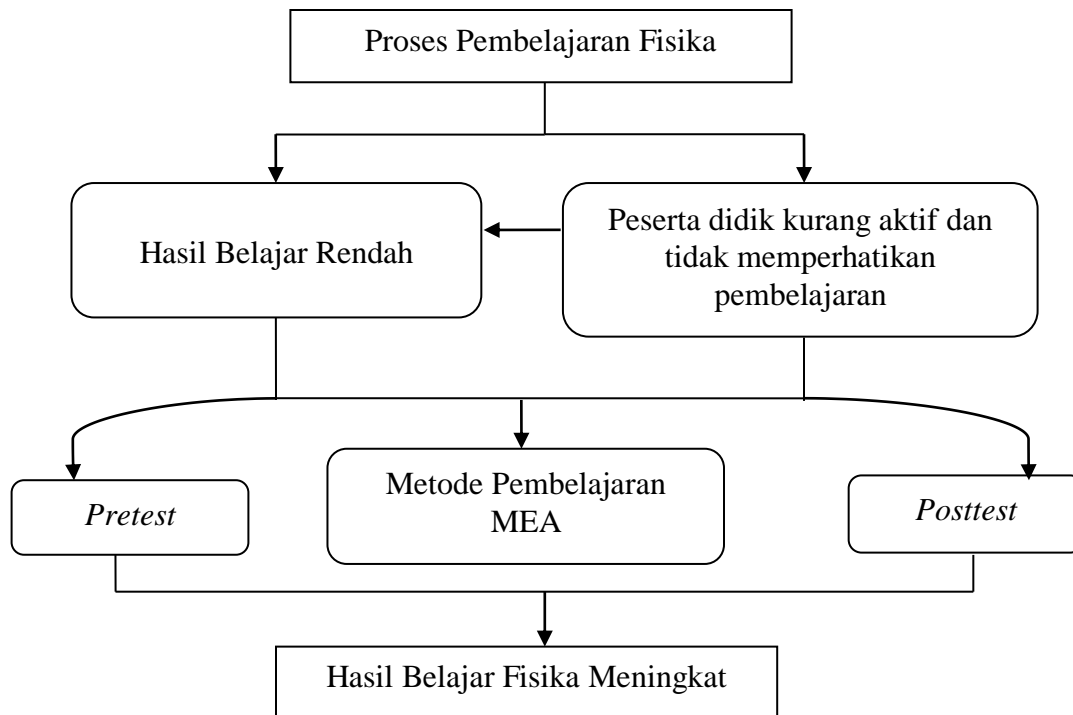 Proses Pembelajaran Fisika
Hasil Belajar Rendah
Peserta didik kurang aktif dan
tidak memperhatikan
pembelajaran
Pretest
Metode Pembelajaran
MEA
Posttest
Hasil Belajar Fisika Meningkat